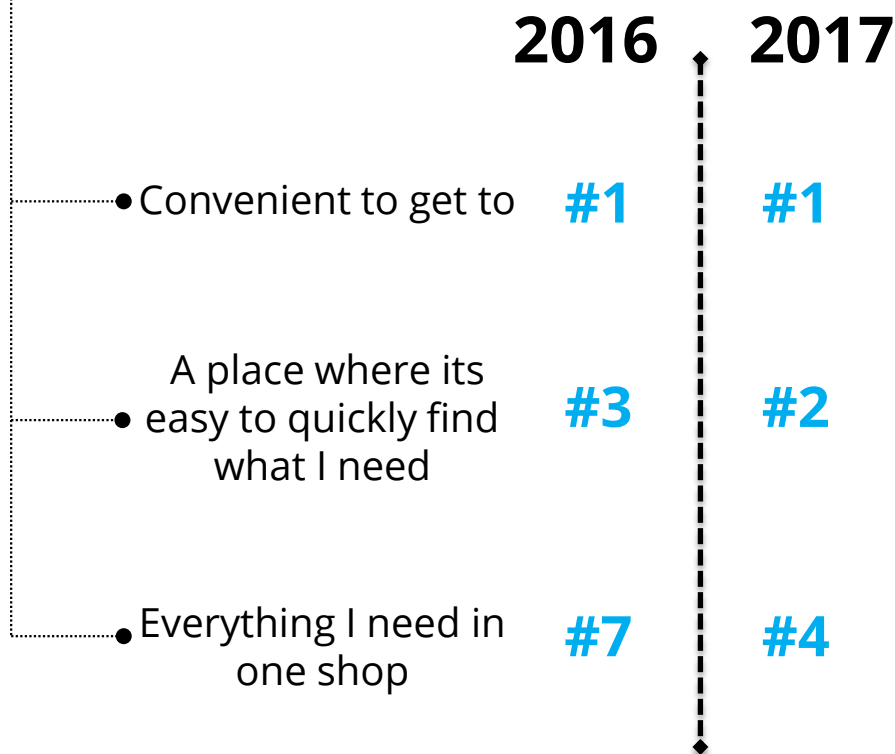 2016 2017
Convenient to get to #1 #1
A place where its
easy to quickly find #3 #2
what I need
Everything I need in #7 #4
one shop